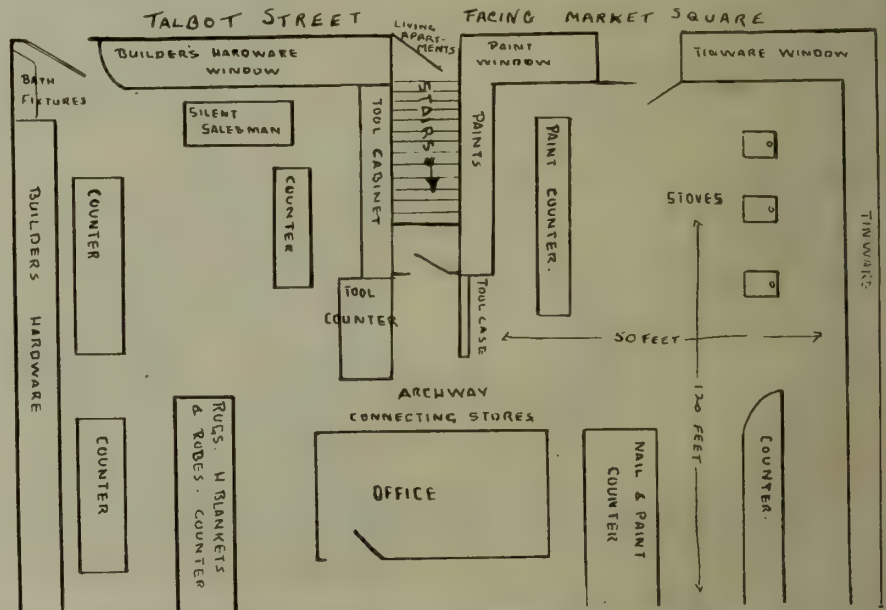 TALBOT STREET FACING MARKET SQUARE
BUILDER'S HARDWARE
WINDOW
LIVING
APART-
MENTS
PAINT
WINDOW
TINWARE WINDOW
BATH
FIXTURES
SILENT
SALESMAN
TOOL CABINET
STAIRS
PAINTS
PAINT COUNTER.
STOVES
TINWARE
BUILDERS HARDWARE
COUNTER
COUNTER
TOOL
COUNTER
TOOL CASE
50 FEET
120 FEET
ARCHWAY
CONNECTING STORES
COUNTER
RUGS. H BLANKETS
& ROBES. COUNTER
OFFICE
NAIL & PAINT
COUNTER
COUNTER.